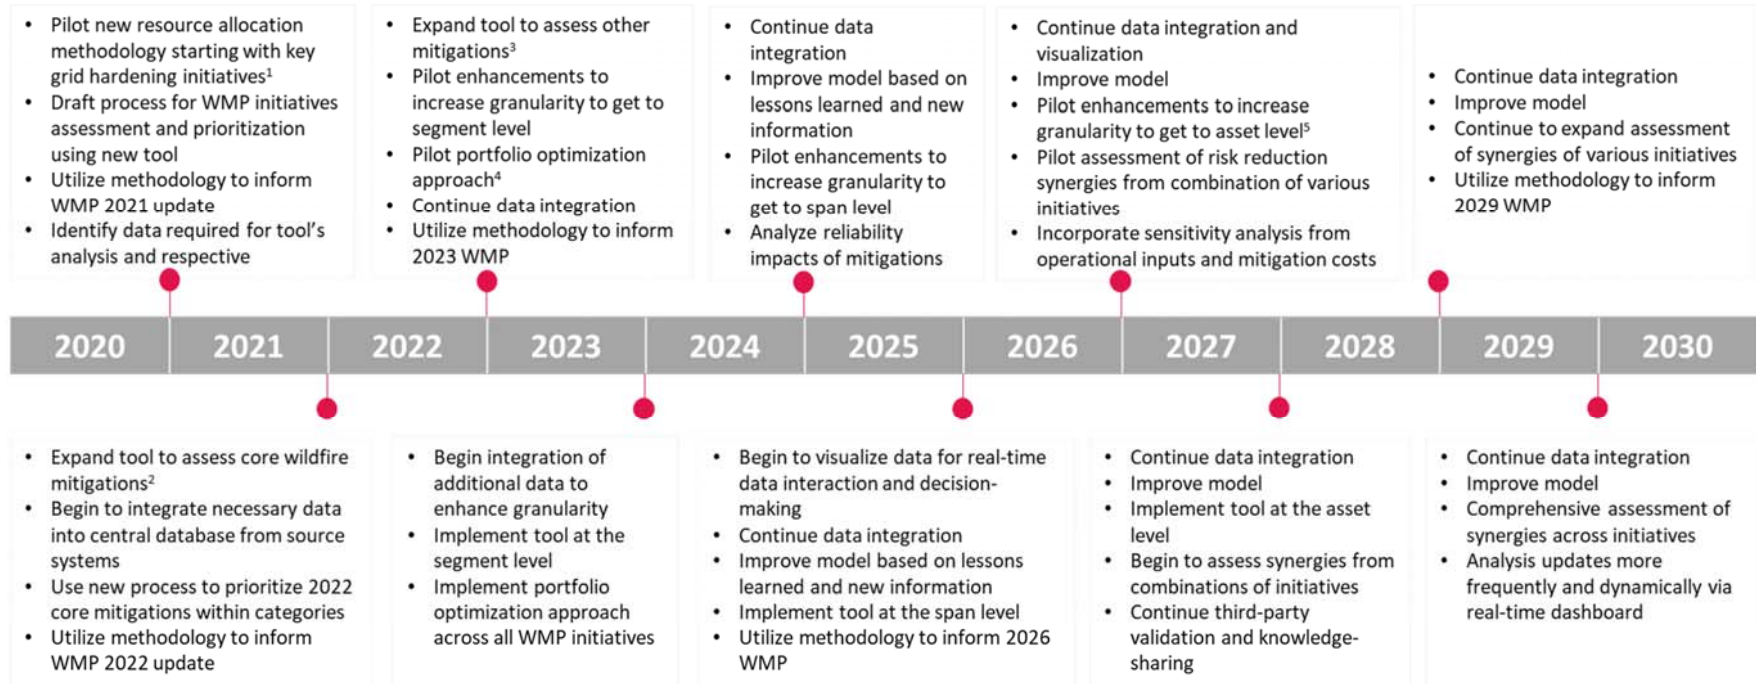 • Pilot new resource allocation
methodology starting with key
grid hardening initiatives¹
• Draft process for WMP initiatives
assessment and prioritization
using new tool
• Utilize methodology to inform
WMP 2021 update
• Identify data required for tool's
analysis and respective
• Expand tool to assess other
mitigations³
• Pilot enhancements to
increase granularity to get to
segment level
• Pilot portfolio optimization
approach⁴
• Continue data integration
• Utilize methodology to inform
2023 WMP
• Continue data
integration
• Improve model based on
lessons learned and new
information
• Pilot enhancements to
increase granularity to
get to span level
• Analyze reliability
impacts of mitigations
• Continue data integration and
visualization
• Improve model
• Pilot enhancements to increase
granularity to get to asset level⁵
• Pilot assessment of risk reduction
synergies from combination of various
initiatives
• Incorporate sensitivity analysis from
operational inputs and mitigation costs
• Continue data integration
• Improve model
• Continue to expand assessment
of synergies of various initiatives
• Utilize methodology to inform
2029 WMP
2020 2021 2022 2023 2024 2025 2026 2027 2028 2029 2030
• Expand tool to assess core wildfire
mitigations²
• Begin to integrate necessary data
into central database from source
systems
• Use new process to prioritize 2022
core mitigations within categories
• Utilize methodology to inform
WMP 2022 update
• Begin integration of
additional data to
enhance granularity
• Implement tool at the
segment level
• Implement portfolio
optimization approach
across all WMP initiatives
• Begin to visualize data for real-time
data interaction and decision-
making
• Continue data integration
• Improve model based on lessons
learned and new information
• Implement tool at the span level
• Utilize methodology to inform 2026
WMP
• Continue data integration
• Improve model
• Implement tool at the asset
level
• Begin to assess synergies from
combinations of initiatives
• Continue third-party
validation and knowledge-
sharing
• Continue data integration
• Improve model
• Comprehensive assessment of
synergies across initiatives
• Analysis updates more
frequently and dynamically via
real-time dashboard